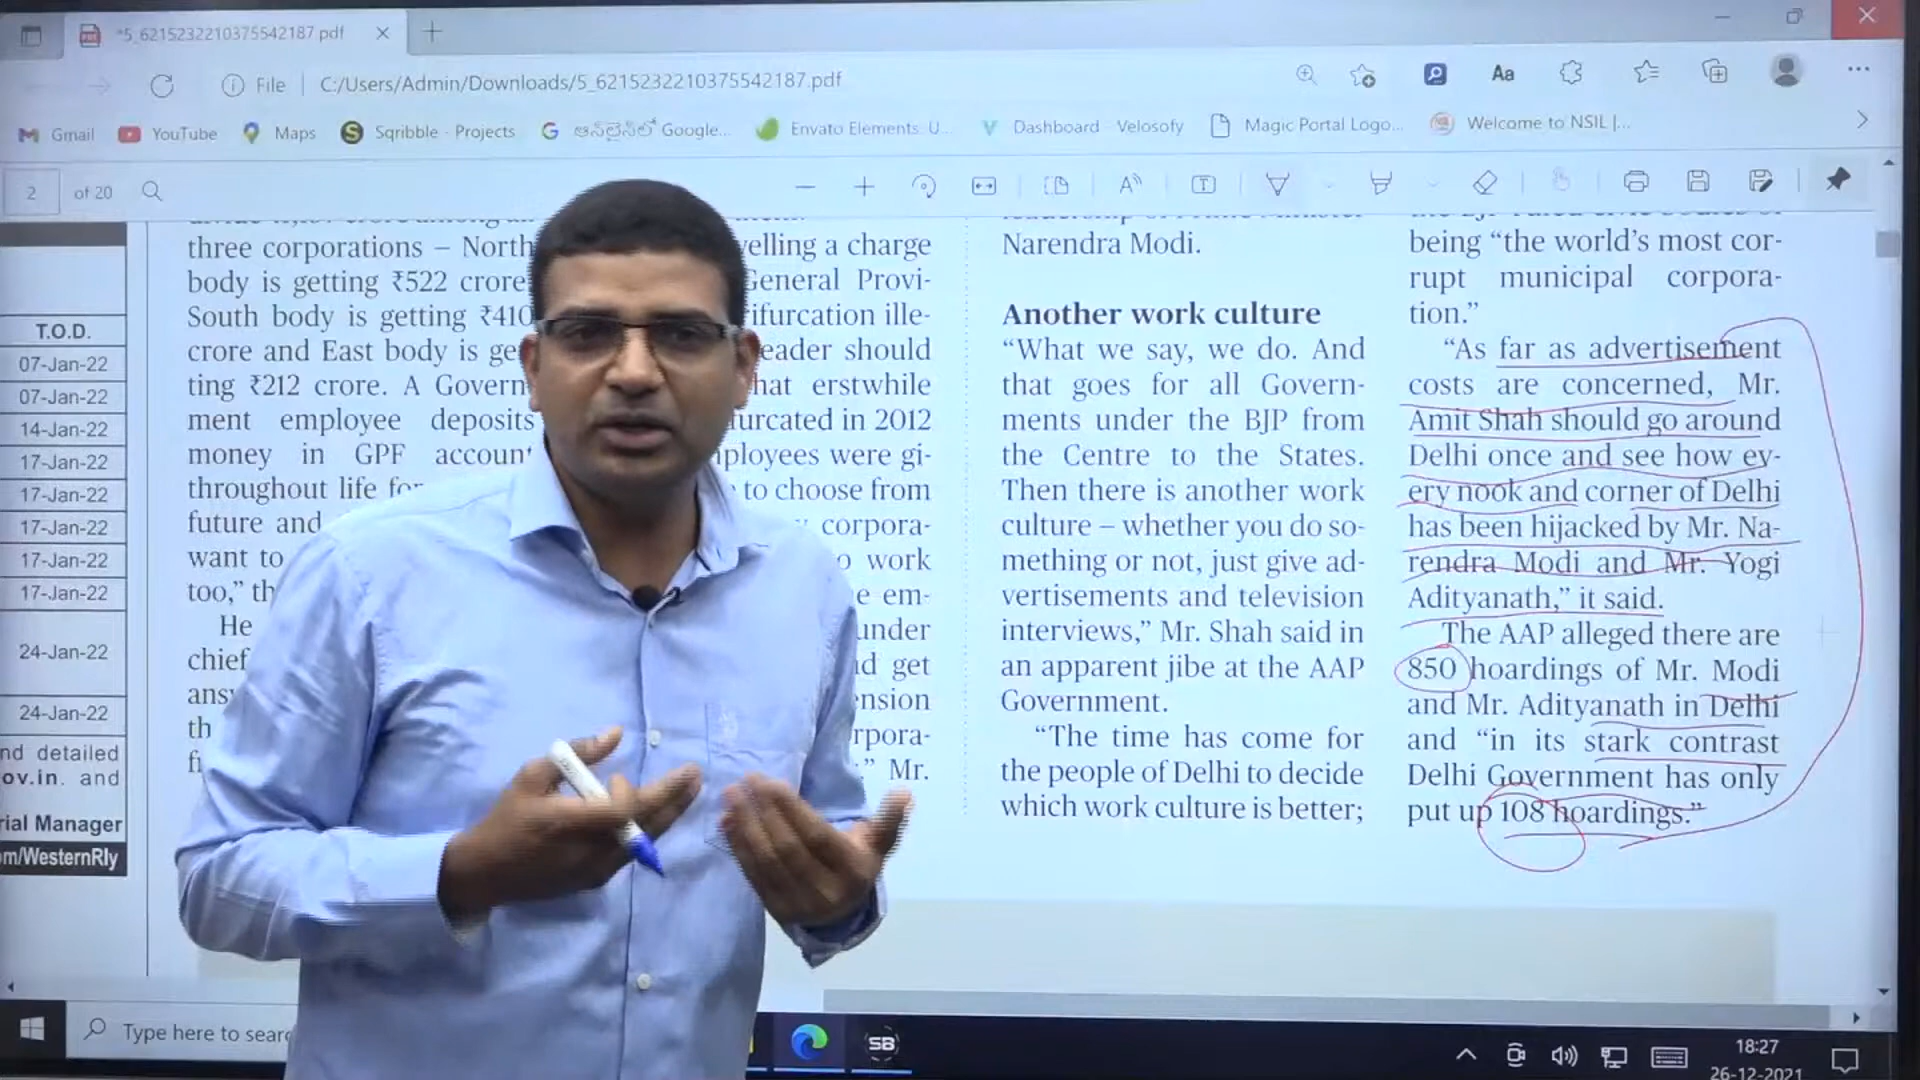 *5_6215232210375542187.pdf
File
C:/Users/Admin/Downloads/5_6215232210375542187.pdf
Gmail
YouTube
Maps
Sqribble - Projects
ఆన్‌లైన్‌లో Google...
Envato Elements: U...
Dashboard - Velosofy
Magic Portal Logo...
Welcome to NSIL |...
2
of 20
T.O.D.
07-Jan-22
07-Jan-22
14-Jan-22
17-Jan-22
17-Jan-22
17-Jan-22
17-Jan-22
17-Jan-22
24-Jan-22
24-Jan-22
nd detailed
ov.in. and
rial Manager
m/WesternRly
three corporations – North
body is getting ₹522 crore
South body is getting ₹410
crore and East body is ge
ting ₹212 crore. A Govern
ment employee deposits
money in GPF account
throughout life for
future and
want to
too,” th
He
chief
ans
th
fi
velling a charge
General Provi-
ifurcation ille-
eader should
hat erstwhile
furcated in 2012
ployees were gi-
to choose from
corpora-
o work
e em-
under
d get
ension
rpora-
” Mr.
Narendra Modi.
Another work culture
“What we say, we do. And
that goes for all Govern-
ments under the BJP from
the Centre to the States.
Then there is another work
culture – whether you do so-
mething or not, just give ad-
vertisements and television
interviews,” Mr. Shah said in
an apparent jibe at the AAP
Government.
“The time has come for
the people of Delhi to decide
which work culture is better;
being “the world’s most cor-
rupt municipal corpora-
tion.”
“As far as advertisement
costs are concerned, Mr.
Amit Shah should go around
Delhi once and see how ev-
ery nook and corner of Delhi
has been hijacked by Mr. Na-
rendra Modi and Mr. Yogi
Adityanath,” it said.
The AAP alleged there are
850 hoardings of Mr. Modi
and Mr. Adityanath in Delhi
and “in its stark contrast
Delhi Government has only
put up 108 hoardings.”
Type here to searc
SB
18:27
26-12-2021